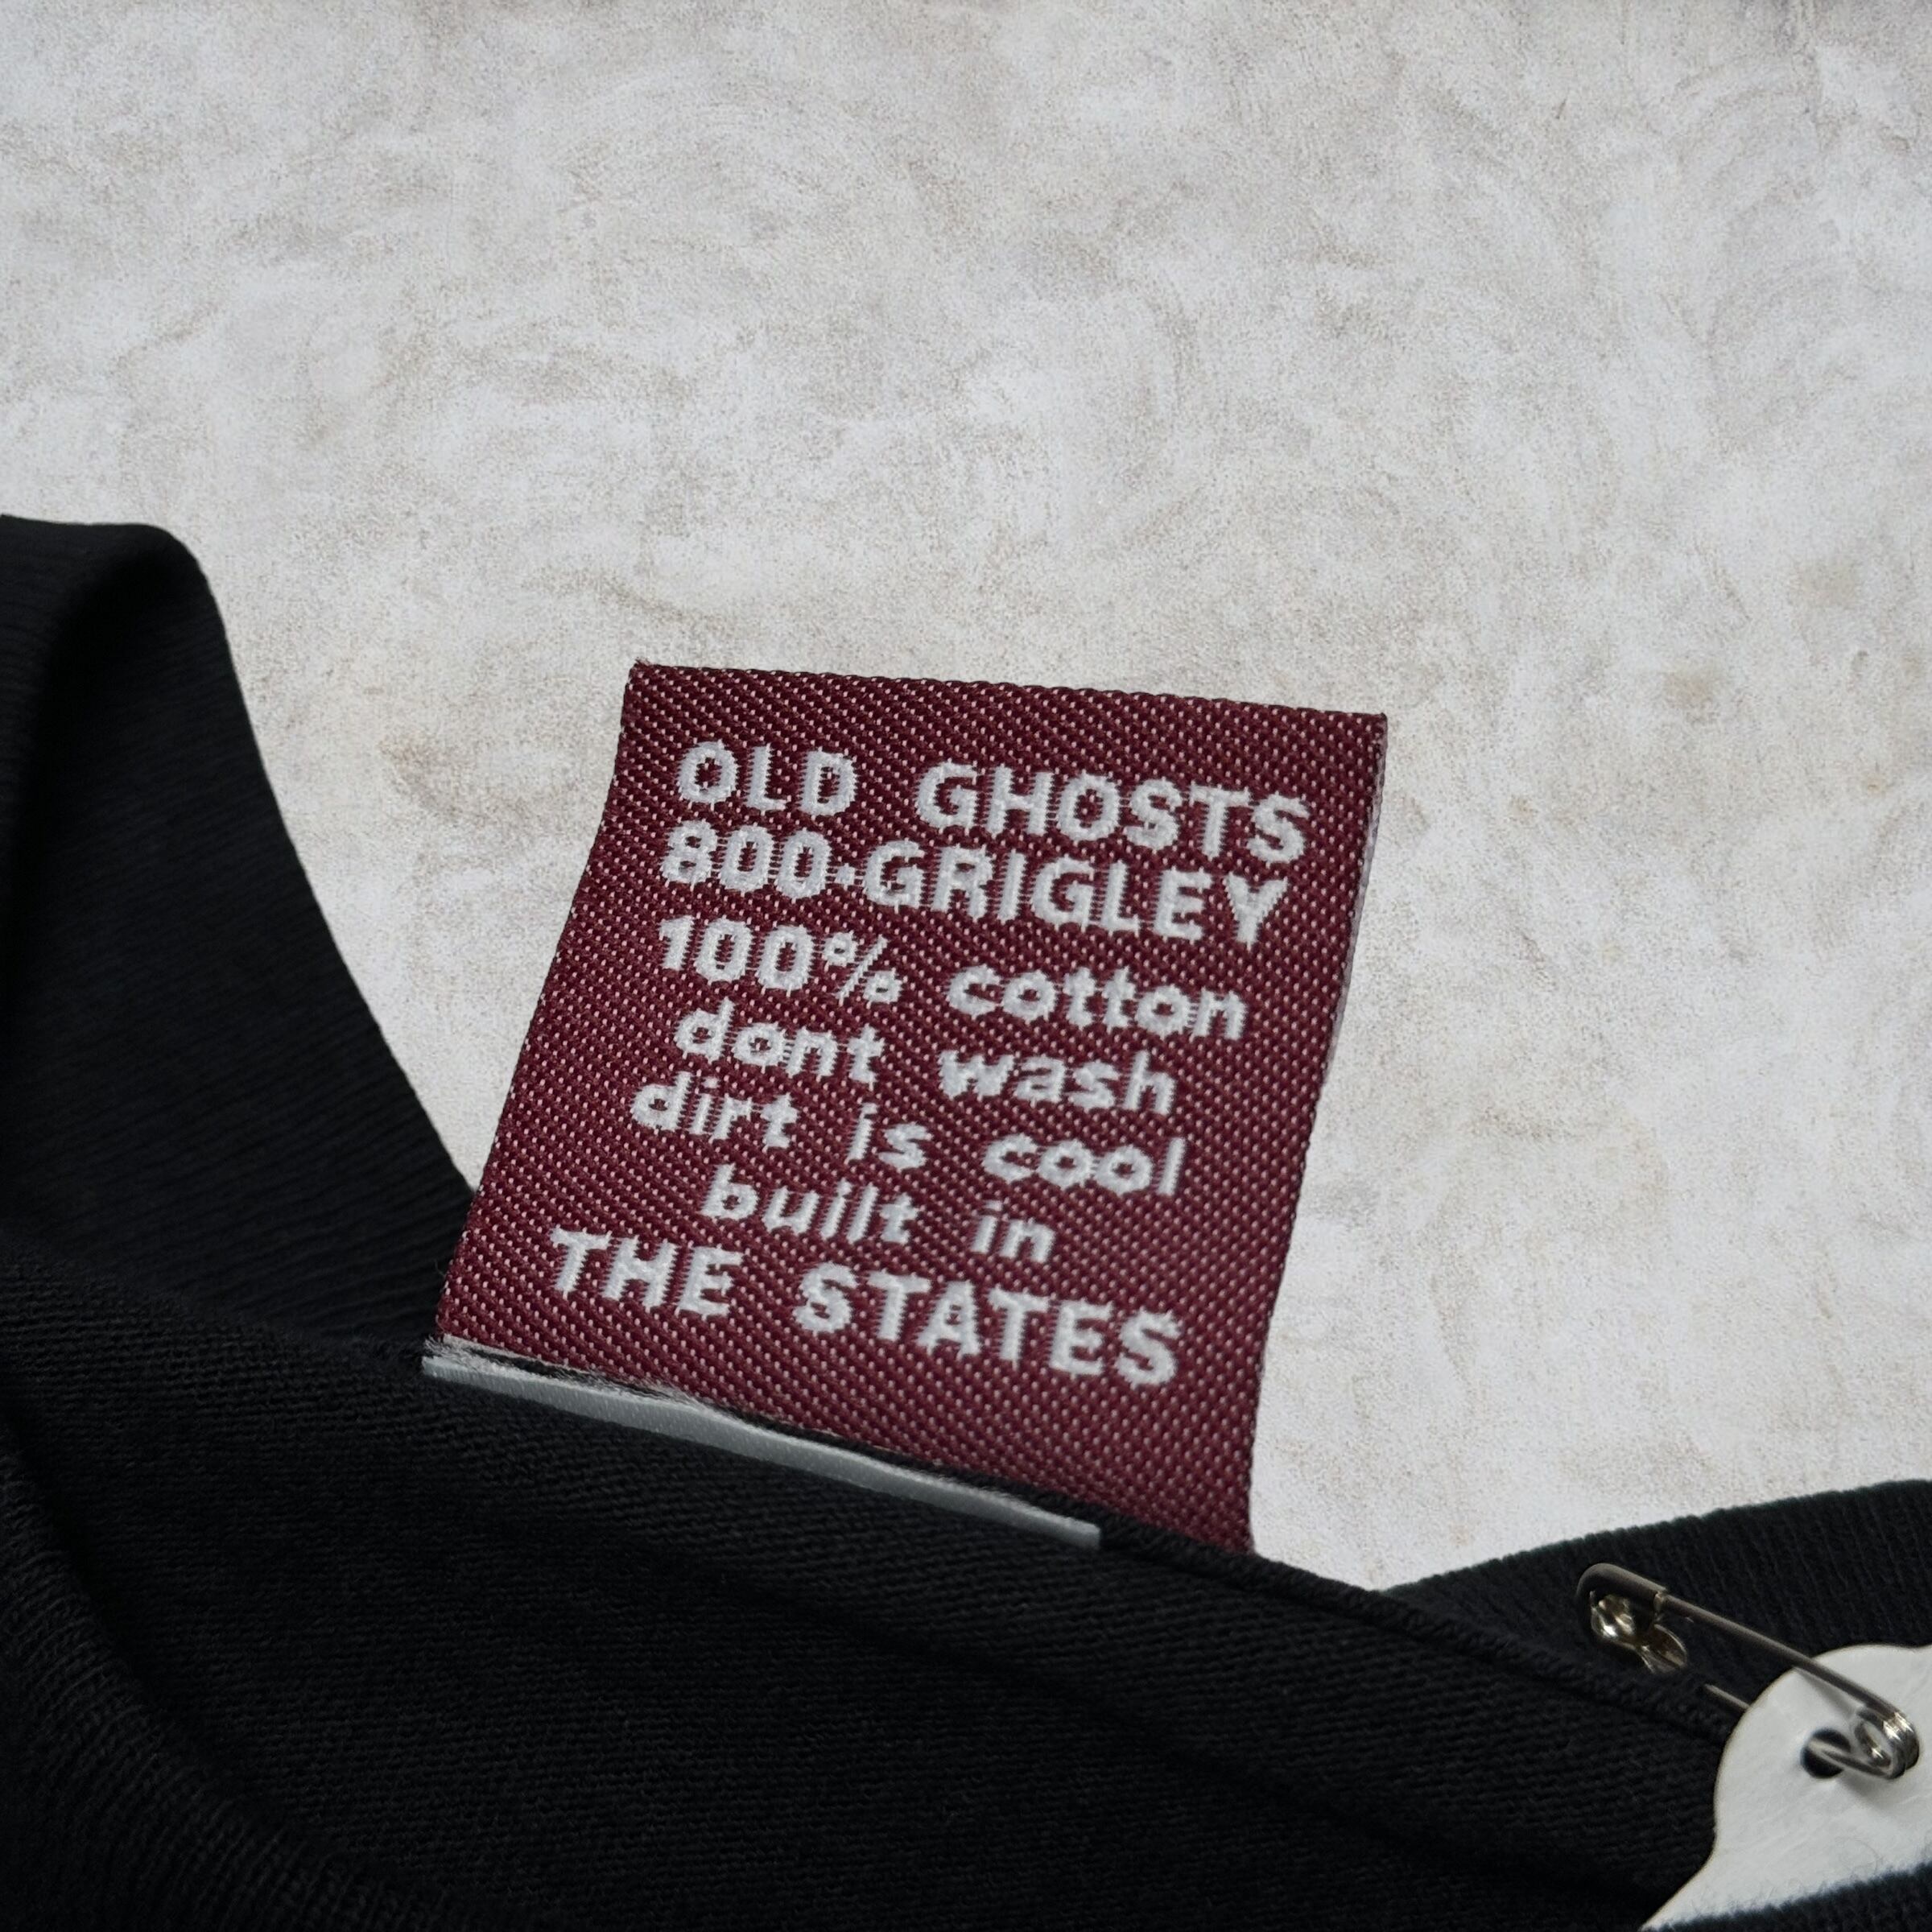 OLD GHOSTS
800·GRIGLEY
100% cotton
dont wash
dirt is cool
built in
THE STATES